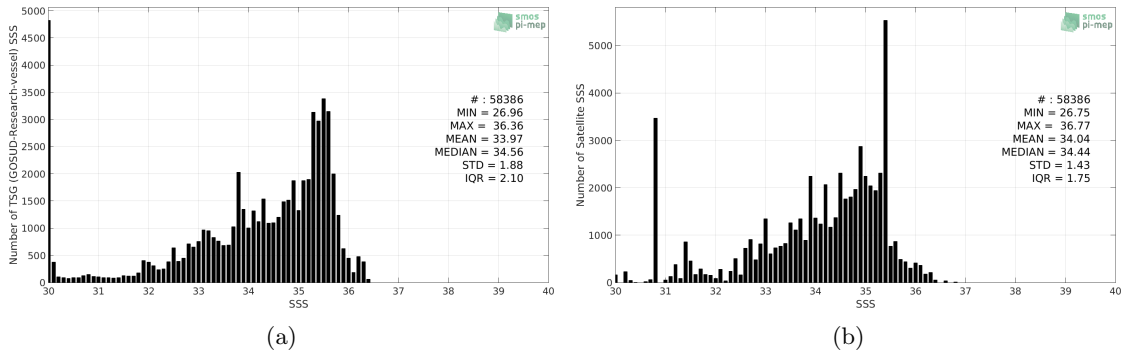 5000
4500
4000
3500
3000
2500
2000
1500
1000
500
0
Number of TSG (GOSUD-Research-vessel) SSS
smos
pi-mep
# : 58386
MIN = 26.96
MAX = 36.36
MEAN = 33.97
MEDIAN = 34.56
STD = 1.88
IQR = 2.10
30 31 32 33 34 35 36 37 38 39 40
SSS
(a)
5000
4000
3000
2000
1000
0
Number of Satellite SSS
smos
pi-mep
# : 58386
MIN = 26.75
MAX = 36.77
MEAN = 34.04
MEDIAN = 34.44
STD = 1.43
IQR = 1.75
30 31 32 33 34 35 36 37 38 39 40
SSS
(b)